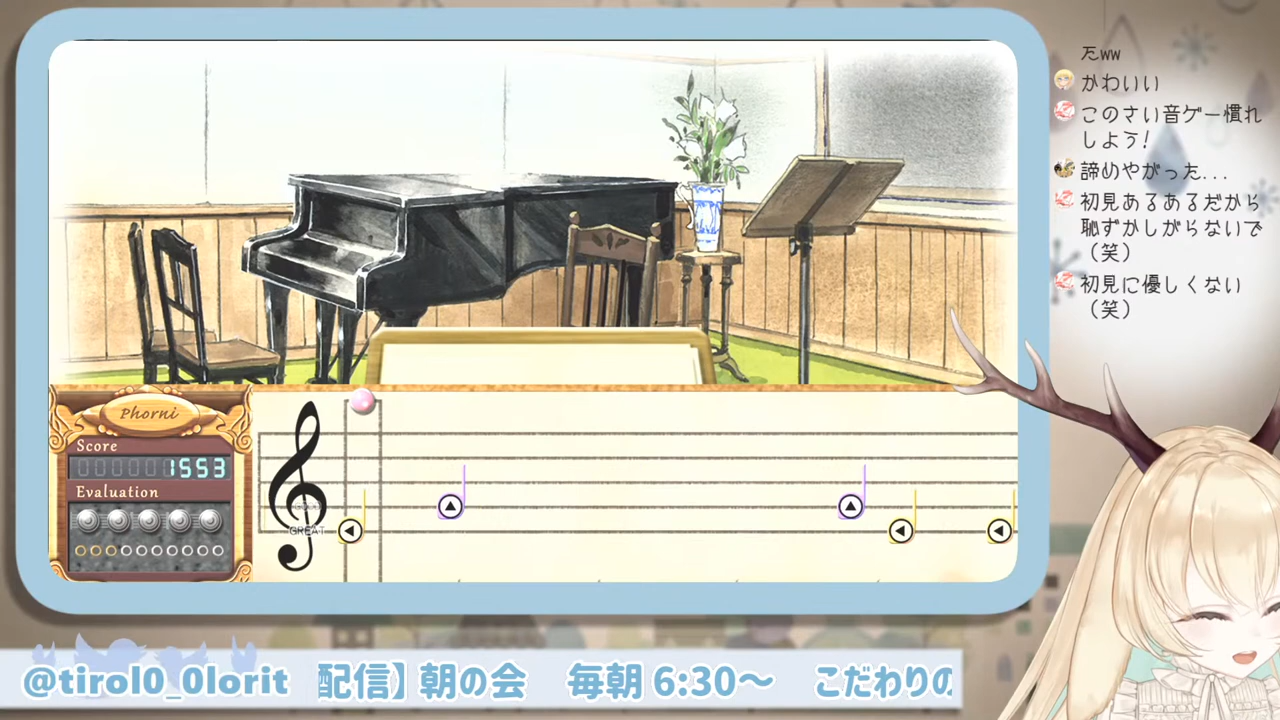 て ww
かわいい
このさい音ゲー慣れ
しよう!
諦めやがった...
初見あるあるだから
恥ずかしがらないで
（笑）
初見に優しくない
（笑）
Phorni
Score
1553
Evaluation
GREAT
@tirol0_0lorit 配信】朝の会 毎朝 6:30～ こだわりの